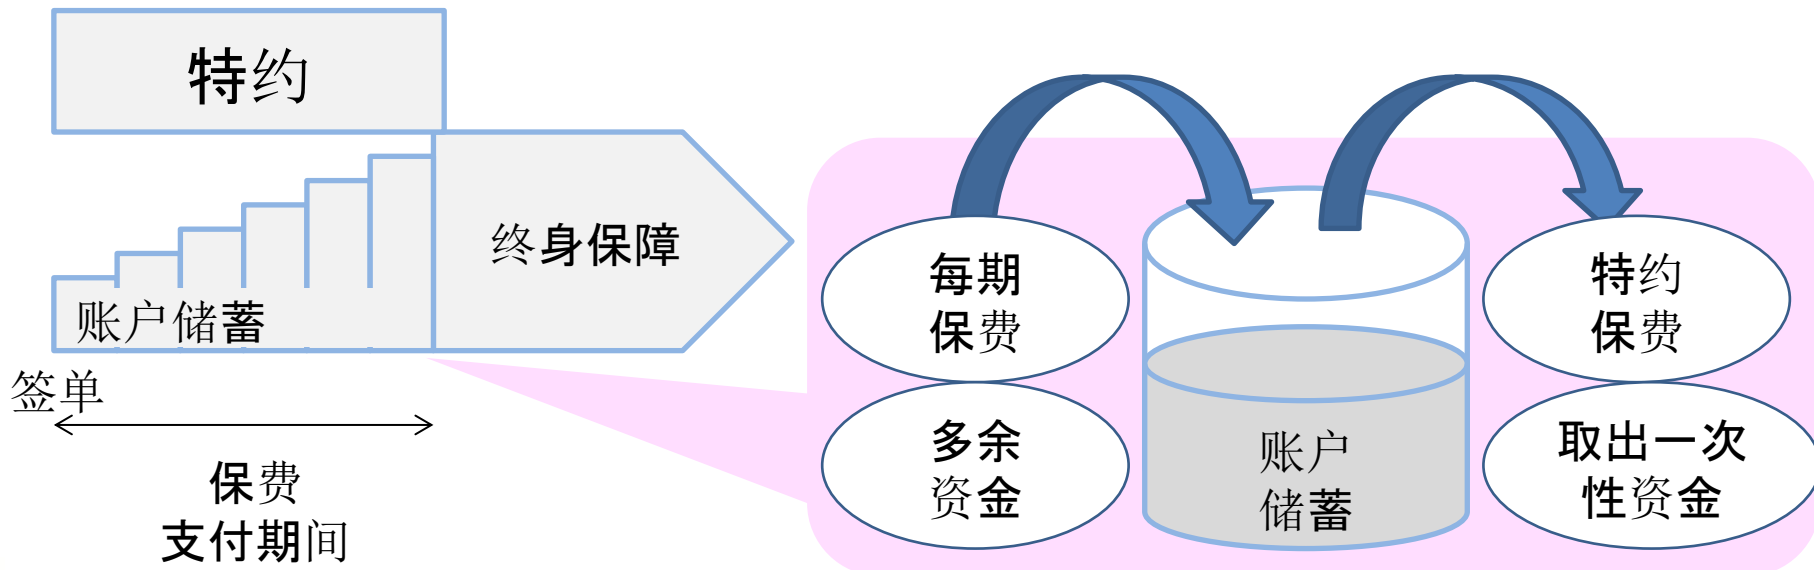 特约
终身保障
账户储蓄
签单
保费
支付期间
每期
保费
多余
资金
账户
储蓄
特约
保费
取出一次
性资金